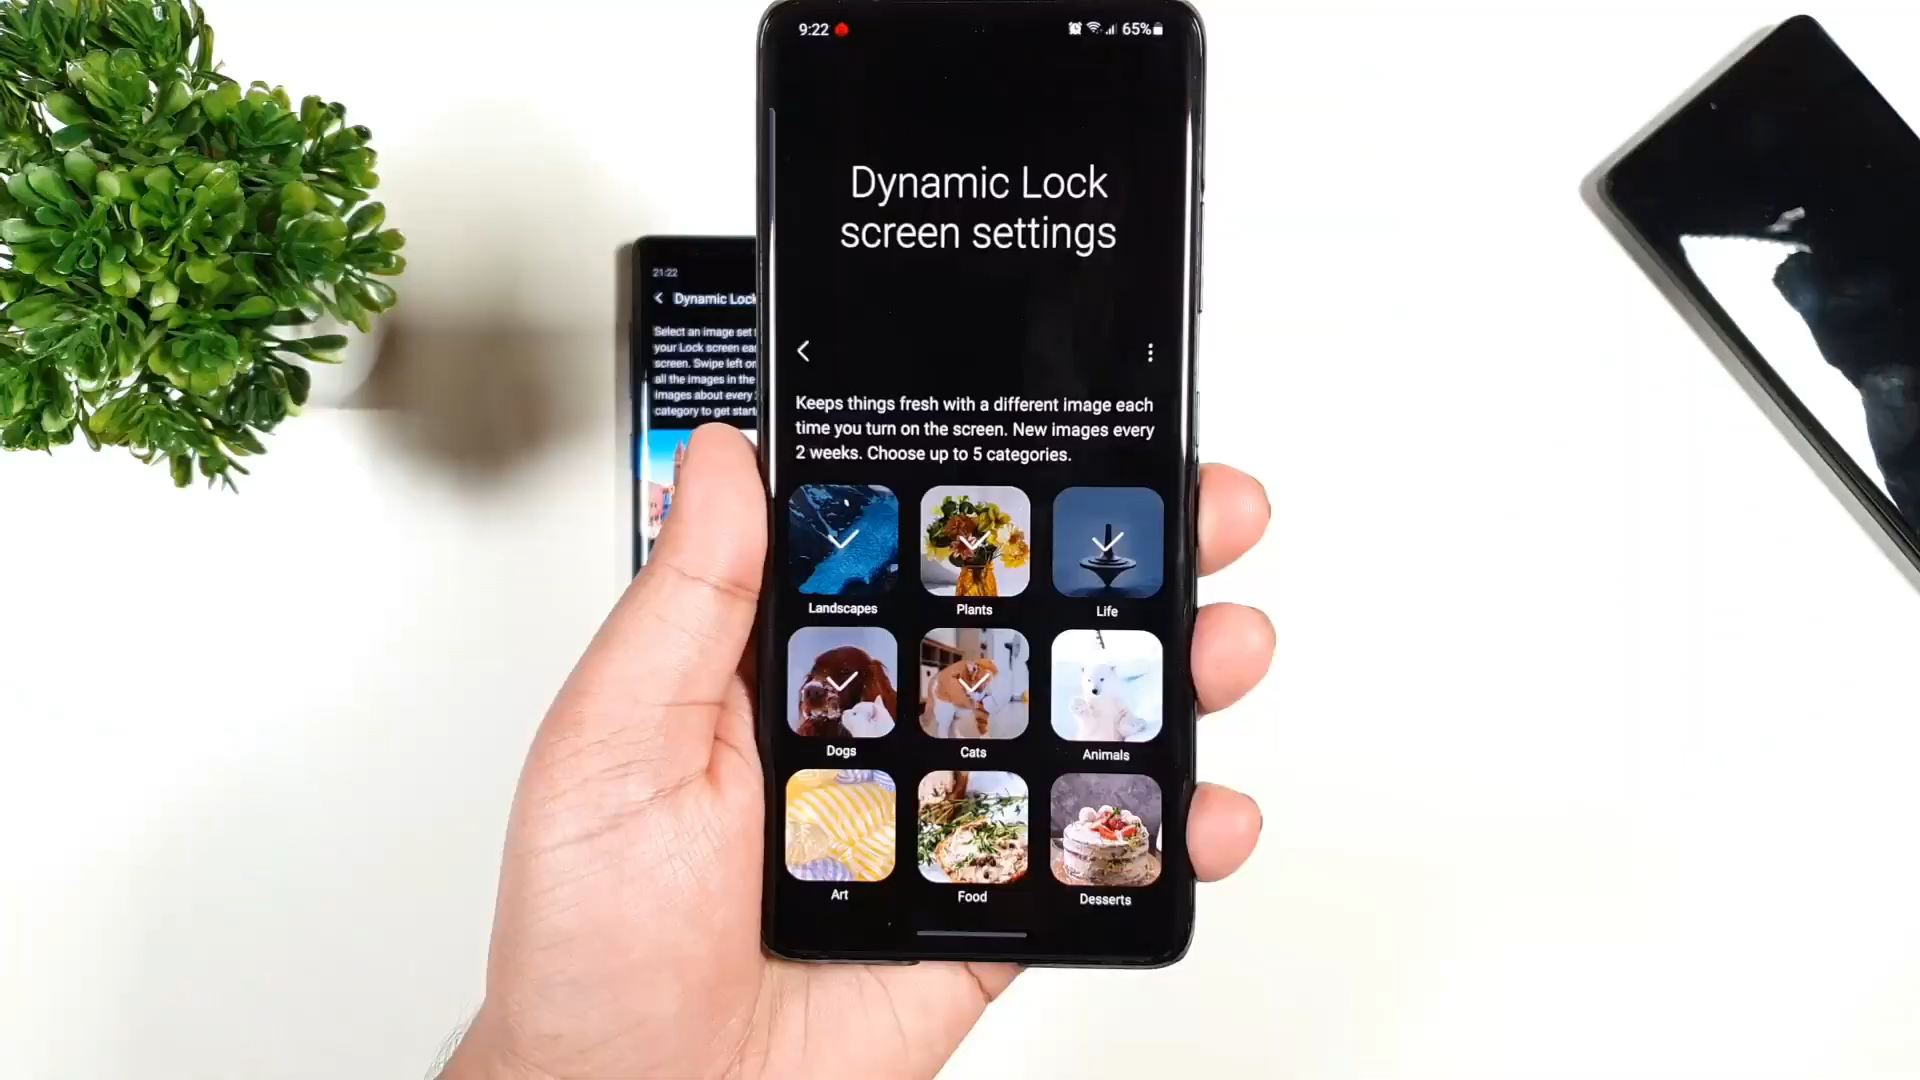 9:22
65%
Dynamic Lock
screen settings
Keeps things fresh with a different image each
time you turn on the screen. New images every
2 weeks. Choose up to 5 categories.
Landscapes
Plants
Life
Dogs
Cats
Animals
Art
Food
Desserts
21:22
Dynamic Lock
Select an image set
your Lock screen
screen. Swipe left
all the images in the
images about every
category to get